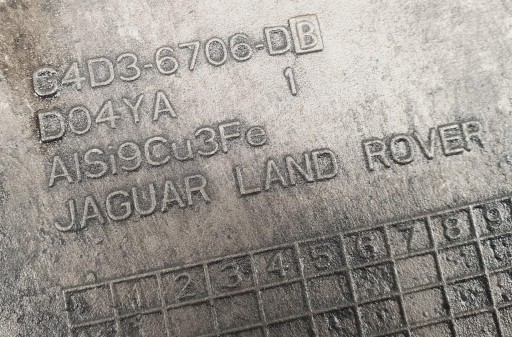 G4D3-6706-DB
D04YA 1
AlSi9Cu3Fe
JAGUAR LAND ROVER
1 2 3 4 5 6 7 8 9